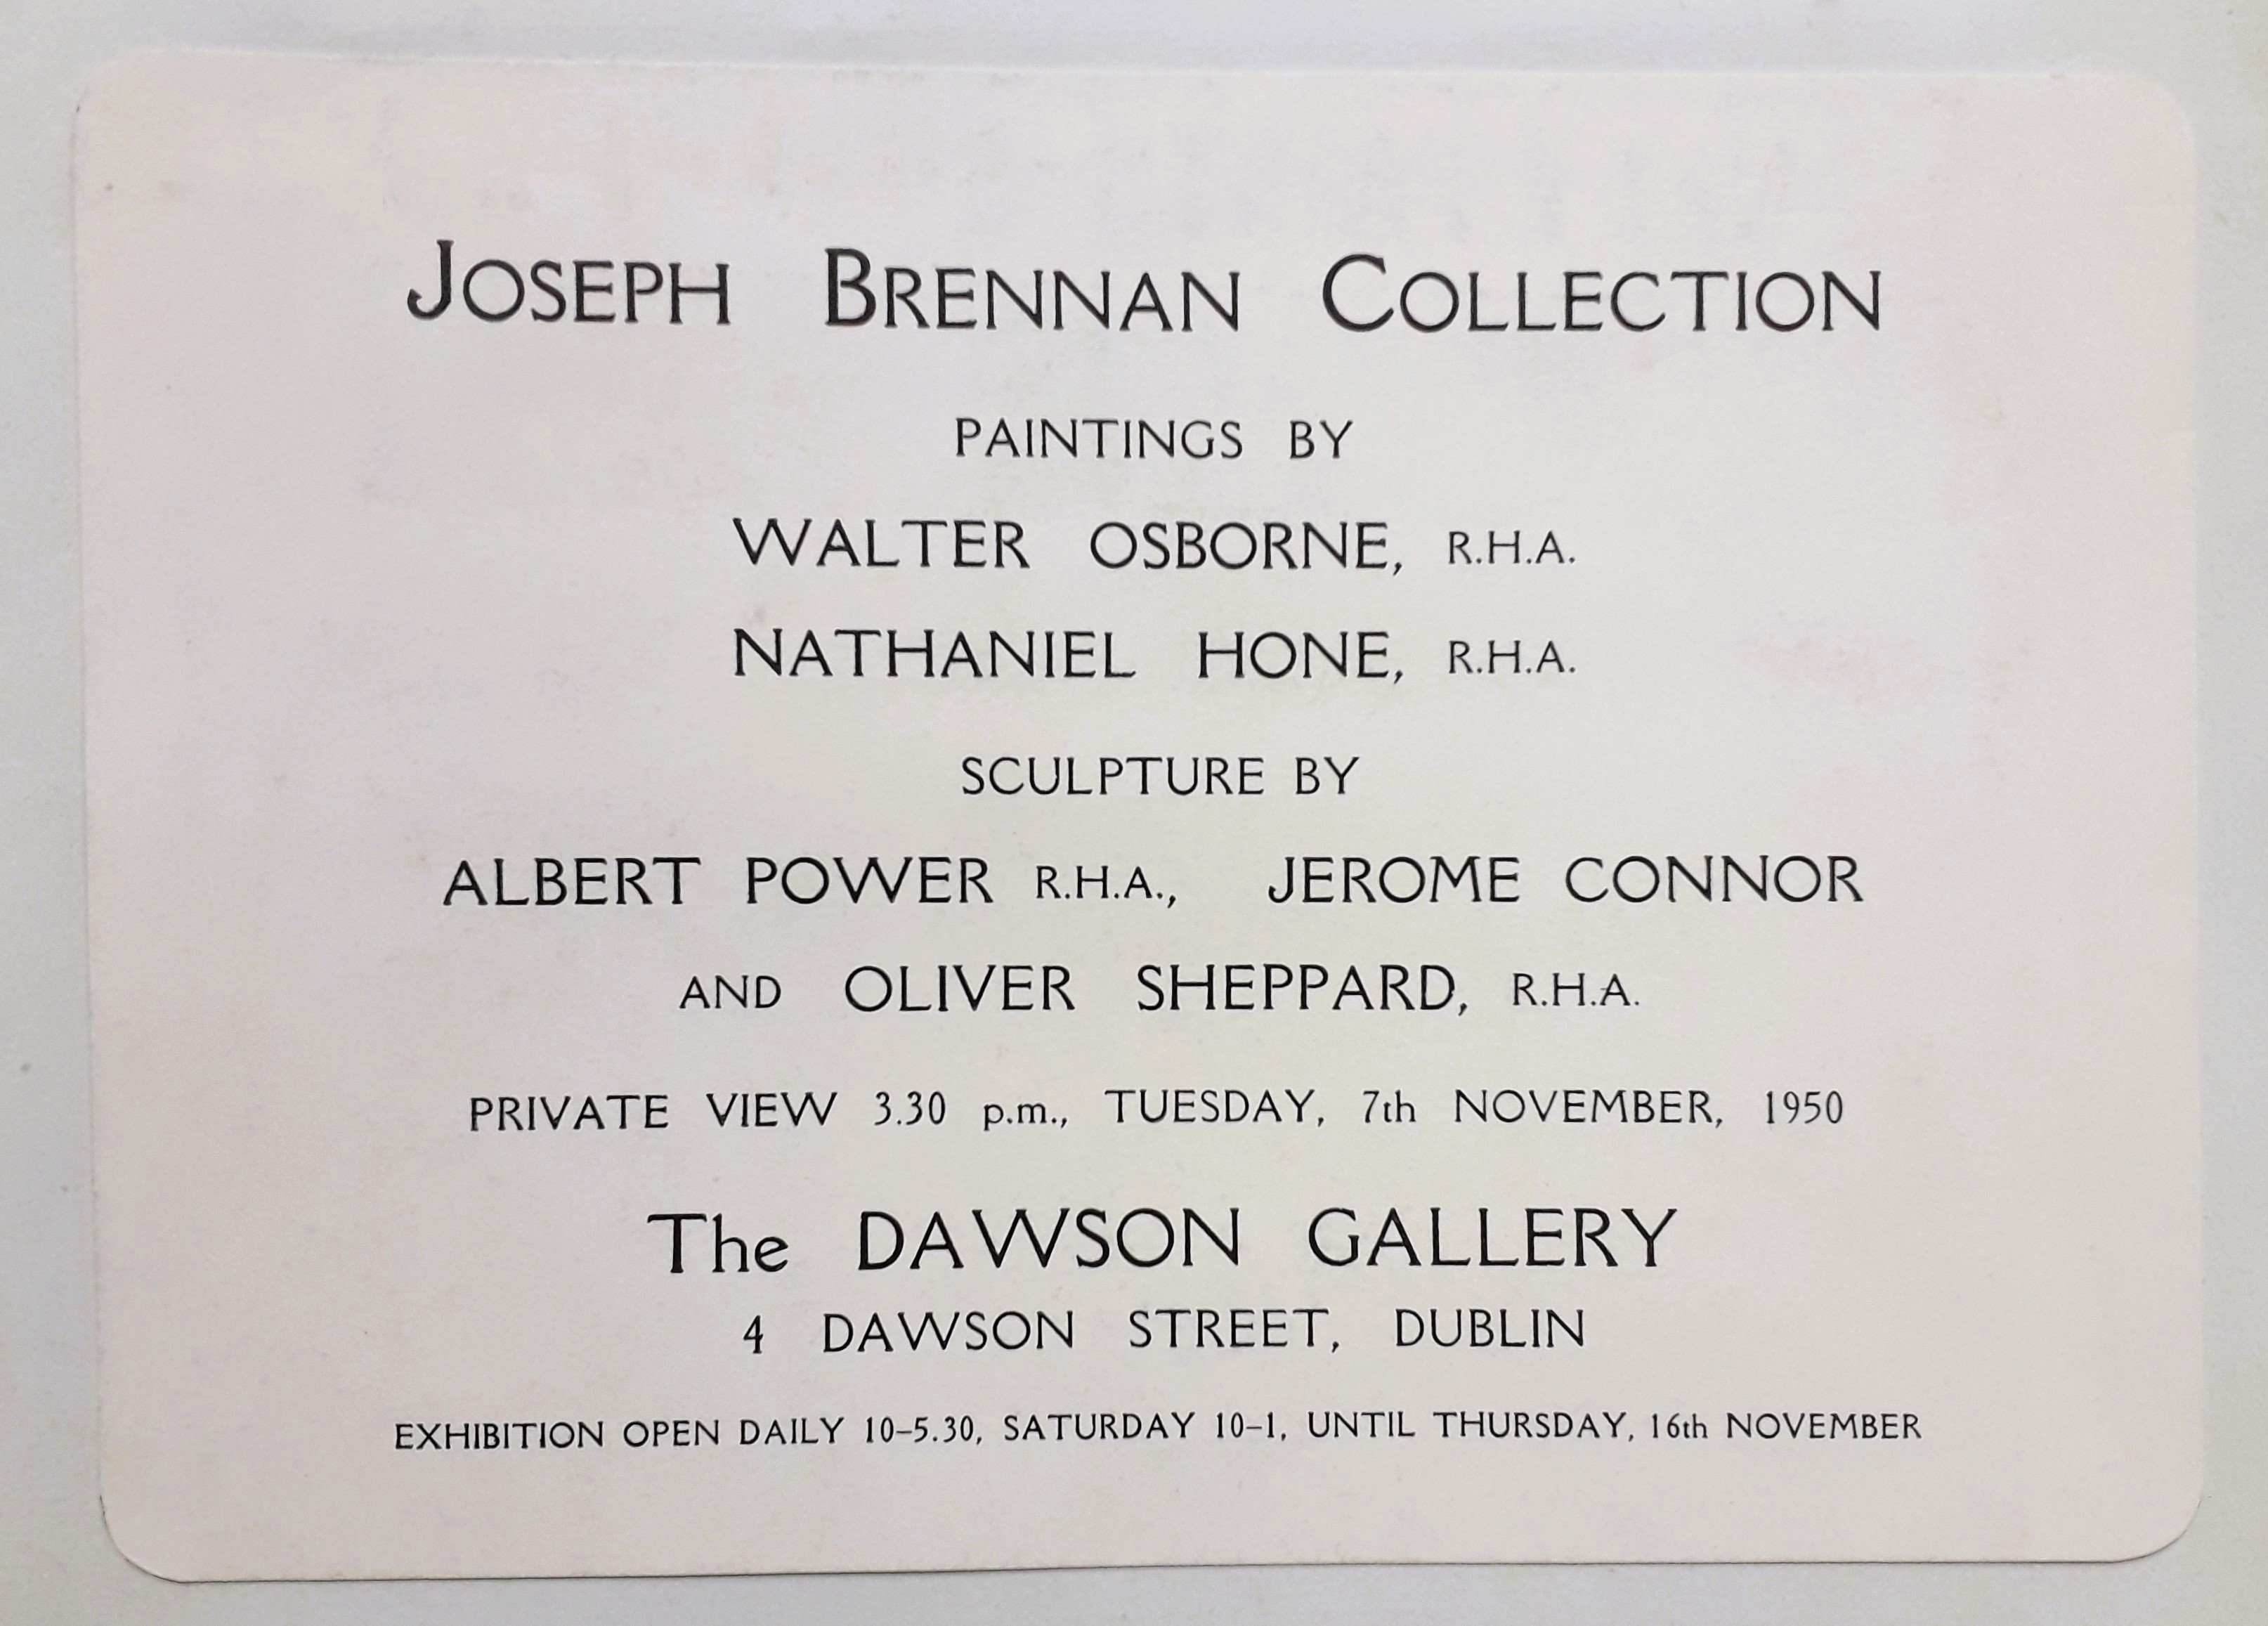 JOSEPH BRENNAN COLLECTION
PAINTINGS BY
WALTER OSBORNE, R.H.A.
NATHANIEL HONE, R.H.A.
SCULPTURE BY
ALBERT POWER R.H.A., JEROME CONNOR
AND OLIVER SHEPPARD, R.H.A.
PRIVATE VIEW 3.30 p.m., TUESDAY, 7th NOVEMBER, 1950
The DAWSON GALLERY
4 DAWSON STREET, DUBLIN
EXHIBITION OPEN DAILY 10–5.30, SATURDAY 10–1, UNTIL THURSDAY, 16th NOVEMBER